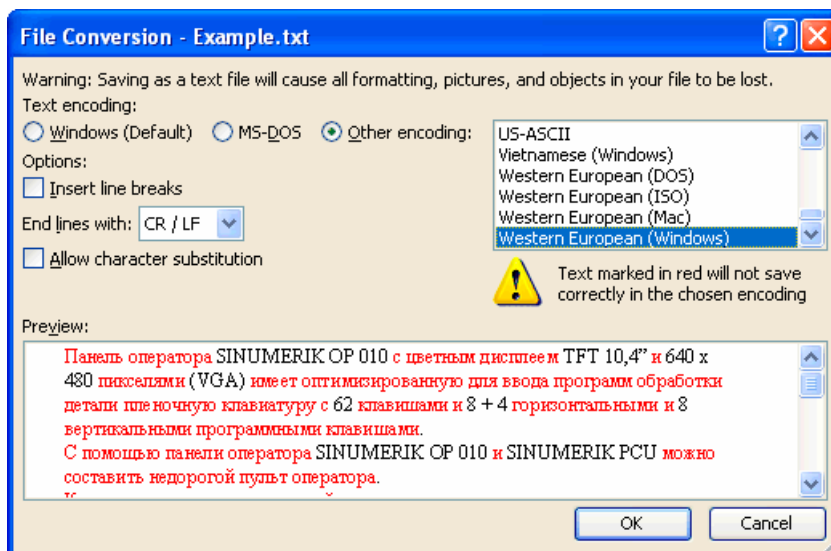 File Conversion - Example.txt
Warning: Saving as a text file will cause all formatting, pictures, and objects in your file to be lost.
Text encoding:
Windows (Default) MS-DOS Other encoding:
US-ASCII
Vietnamese (Windows)
Western European (DOS)
Western European (ISO)
Western European (Mac)
Western European (Windows)
Options:
Insert line breaks
End lines with: CR / LF
Allow character substitution
Text marked in red will not save
correctly in the chosen encoding
Preview:
Панель оператора SINUMERIK OP 010 с цветным дисплеем TFT 10,4” и 640 x
480 пикселями (VGA) имеет оптимизированную для ввода программ обработки
детали пленочную клавиатуру с 62 клавишами и 8 + 4 горизонтальными и 8
вертикальными программными клавишами.
С помощью панели оператора SINUMERIK OP 010 и SINUMERIK PCU можно
составить недорогой пульт оператора.
OK Cancel